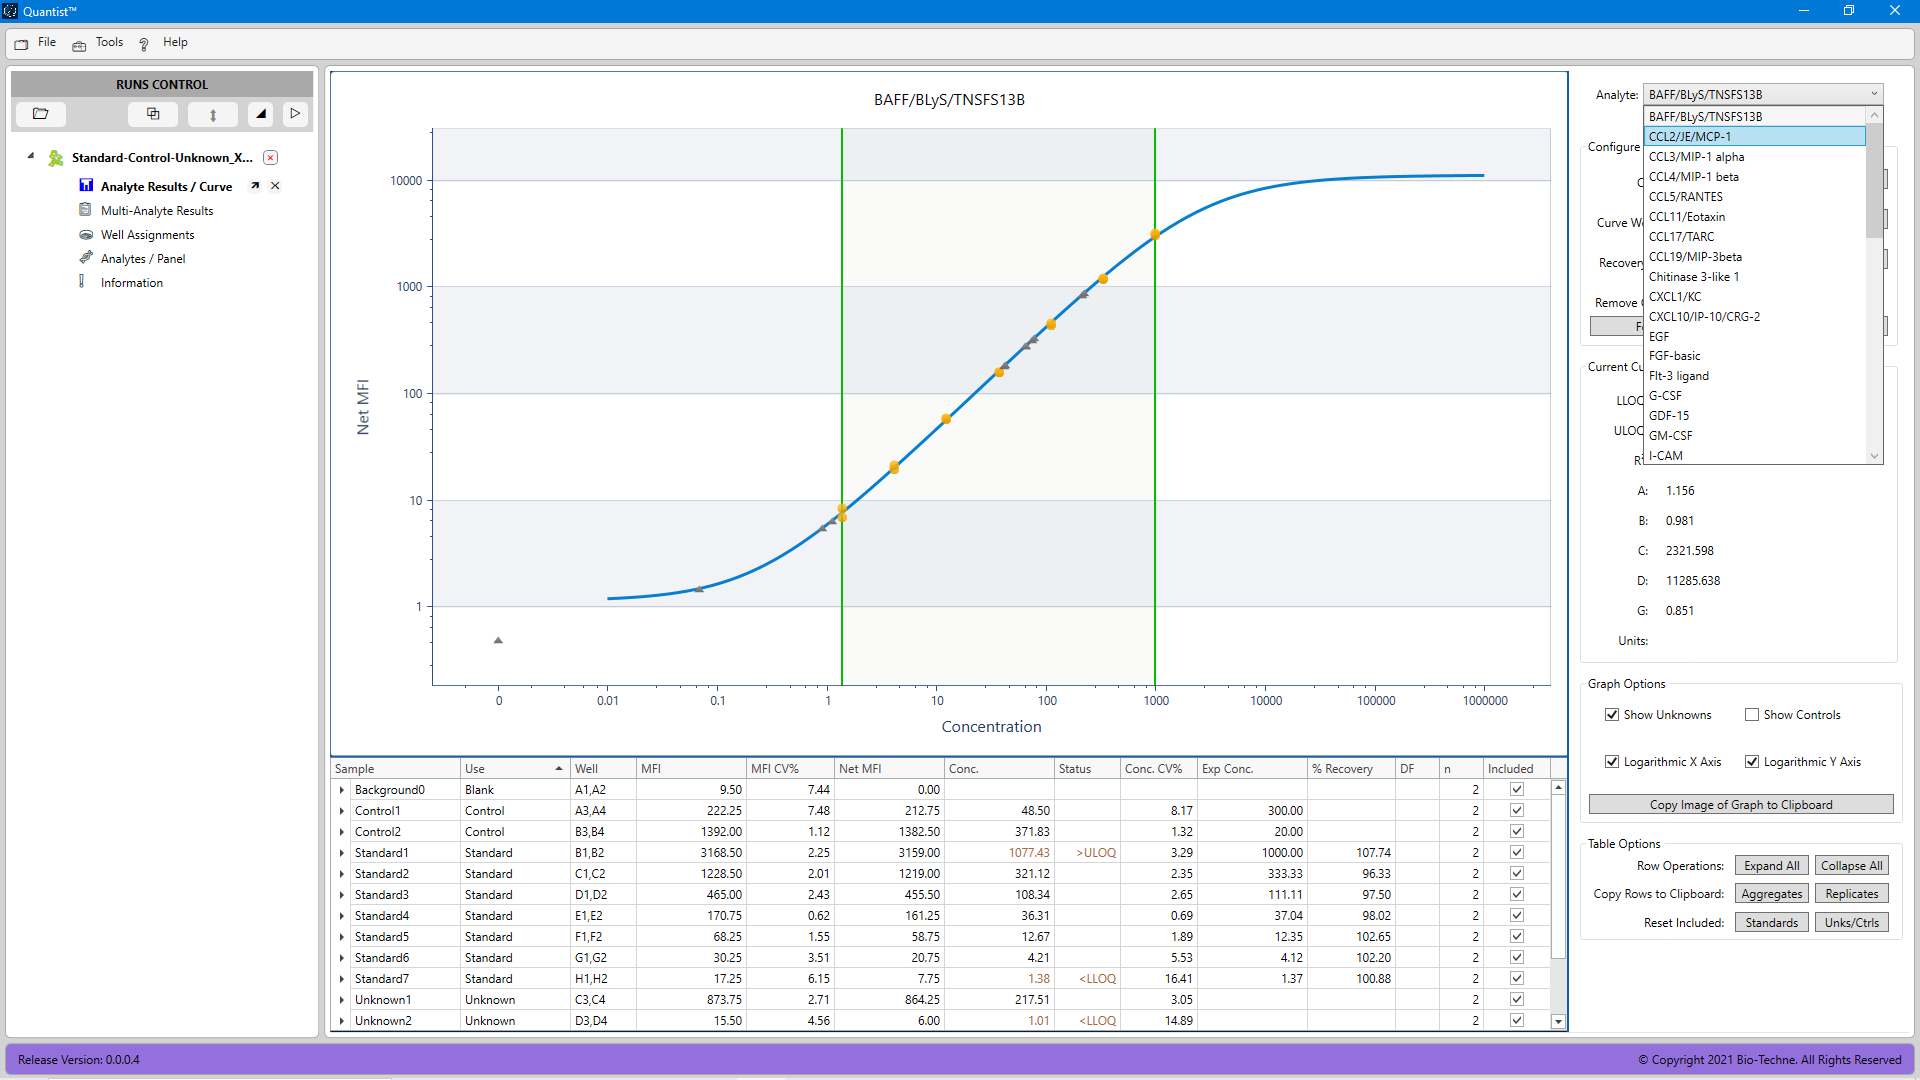 Quantist™
File Tools ? Help
RUNS CONTROL
Standard-Control-Unknown_X...
Analyte Results / Curve
Multi-Analyte Results
Well Assignments
Analytes / Panel
Information
BAFF/BLyS/TNSFS13B
Net MFI
10000
1000
100
10
1
0 0.01 0.1 1 10 100 1000 10000 100000 1000000
Concentration
Analyte: BAFF/BLyS/TNSFS13B
BAFF/BLyS/TNSFS13B
CCL2/JE/MCP-1
CCL3/MIP-1 alpha
CCL4/MIP-1 beta
CCL5/RANTES
CCL11/Eotaxin
CCL17/TARC
CCL19/MIP-3beta
Chitinase 3-like 1
CXCL1/KC
CXCL10/IP-10/CRG-2
EGF
FGF-basic
Flt-3 ligand
G-CSF
GDF-15
GM-CSF
I-CAM
Configure
Curve We
Recovery
Remove
Current Cu
LLOQ
ULOQ
R²
A: 1.156
B: 0.981
C: 2321.598
D: 11285.638
G: 0.851
Units:
Graph Options
Show Unknowns Show Controls
Logarithmic X Axis Logarithmic Y Axis
Copy Image of Graph to Clipboard
Table Options
Row Operations: Expand All Collapse All
Copy Rows to Clipboard: Aggregates Replicates
Reset Included: Standards Unks/Ctrls
Sample Use Well MFI MFI CV% Net MFI Conc. Status Conc. CV% Exp Conc. % Recovery DF n Included
Background0 Blank A1,A2 9.50 7.44 0.00 2
Control1 Control A3,A4 222.25 7.48 212.75 48.50 8.17 300.00 2
Control2 Control B3,B4 1392.00 1.12 1382.50 371.83 1.32 20.00 2
Standard1 Standard B1,B2 3168.50 2.25 3159.00 1077.43 >ULOQ 3.29 1000.00 107.74 2
Standard2 Standard C1,C2 1228.50 2.01 1219.00 321.12 2.35 333.33 96.33 2
Standard3 Standard D1,D2 465.00 2.43 455.50 108.34 2.65 111.11 97.50 2
Standard4 Standard E1,E2 170.75 0.62 161.25 36.31 0.69 37.04 98.02 2
Standard5 Standard F1,F2 68.25 1.55 58.75 12.67 1.89 12.35 102.65 2
Standard6 Standard G1,G2 30.25 3.51 20.75 4.21 5.53 4.12 102.20 2
Standard7 Standard H1,H2 17.25 6.15 7.75 1.38 <LLOQ 16.41 1.37 100.88 2
Unknown1 Unknown C3,C4 873.75 2.71 864.25 217.51 3.05 2
Unknown2 Unknown D3,D4 15.50 4.56 6.00 1.01 <LLOQ 14.89 2
Release Version: 0.0.0.4
© Copyright 2021 Bio-Techne. All Rights Reserved